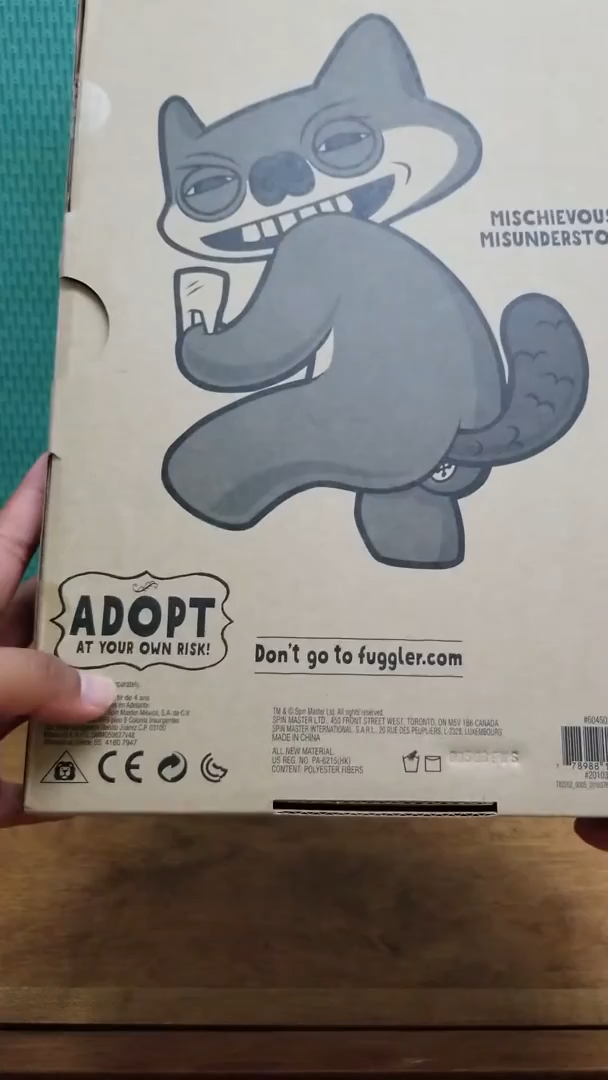 MISCHIEVOUS
MISUNDERSTO
ADOPT
AT YOUR OWN RISK!
Don't go to fuggler.com
TM & © Spin Master Ltd. All rights reserved.
SPIN MASTER LTD., 450 FRONT STREET WEST, TORONTO, ON M5V 1B6 CANADA
SPIN MASTER INTERNATIONAL, S.A.R.L., 20 RUE DES PEUPLIERS, L-2328, LUXEMBOURG
MADE IN CHINA
ALL NEW MATERIAL
US REG. NO. PA-6215(HK)
CONTENT: POLYESTER FIBERS
CE